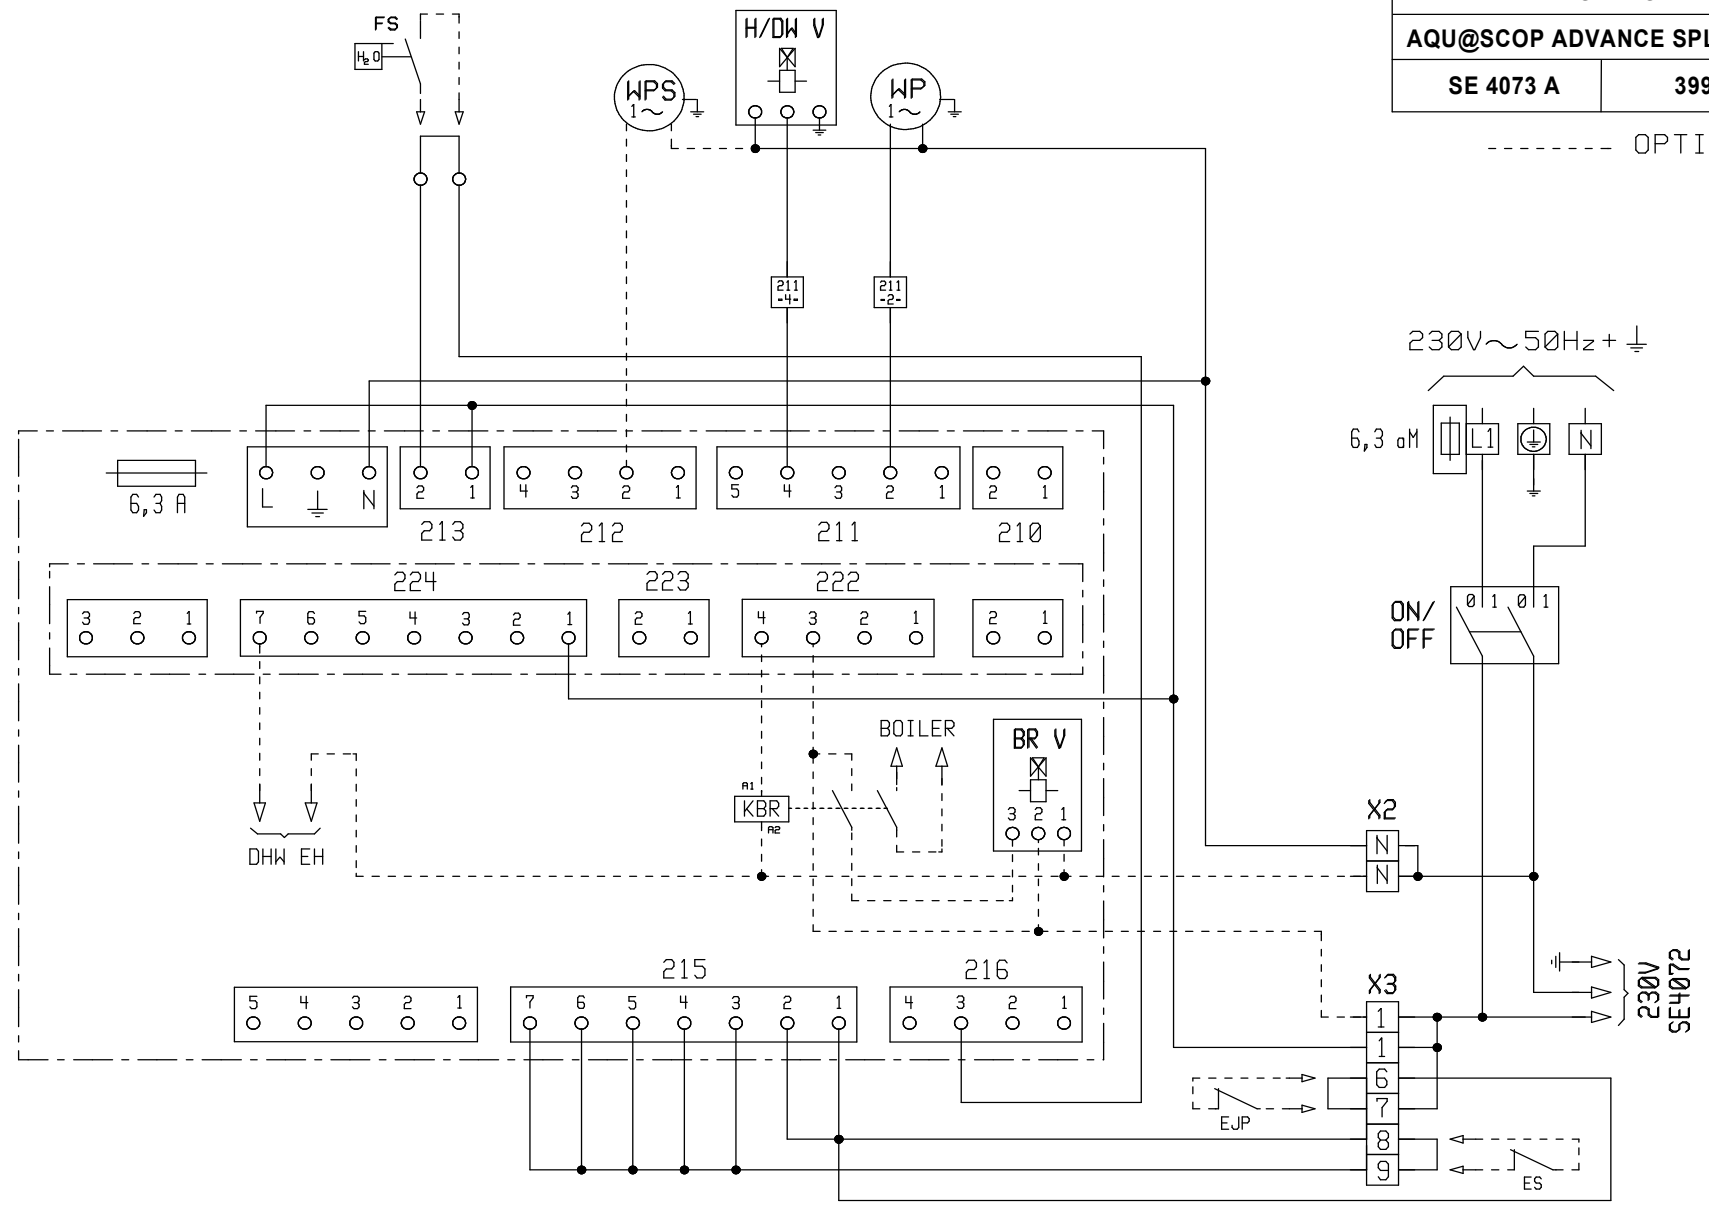 AQU@SCOP ADVANCE SPL
SE 4073 A
399
OPTI
FS
H2O
WPS
1~
H/DW V
WP
1~
211
-4-
211
-2-
230V~50Hz+
6,3 aM
L1
N
6,3 A
L
N
2 1
4 3 2 1
5 4 3 2 1
2 1
213
212
211
210
224
223
222
3 2 1
7 6 5 4 3 2 1
2 1
4 3 2 1
2 1
ON/
OFF
0 1 0 1
BOILER
BR V
3 2 1
A1
KBR
A2
DHW EH
X2
N
N
215
216
5 4 3 2 1
7 6 5 4 3 2 1
4 3 2 1
X3
1
1
6
7
8
9
230V
SE4072
EJP
ES